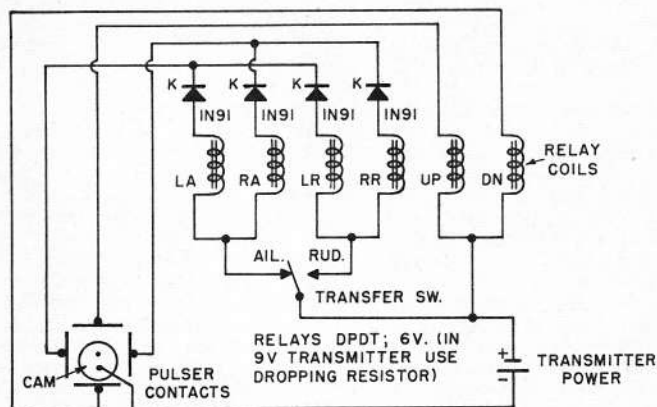 K K K K
IN91 IN91 IN91 IN91
LA RA LR RR UP DN
RELAY
COILS
AIL. RUD.
TRANSFER SW.
RELAYS DPDT; 6V. (IN
9V TRANSMITTER USE
DROPPING RESISTOR)
+
−
TRANSMITTER
POWER
CAM
PULSER
CONTACTS